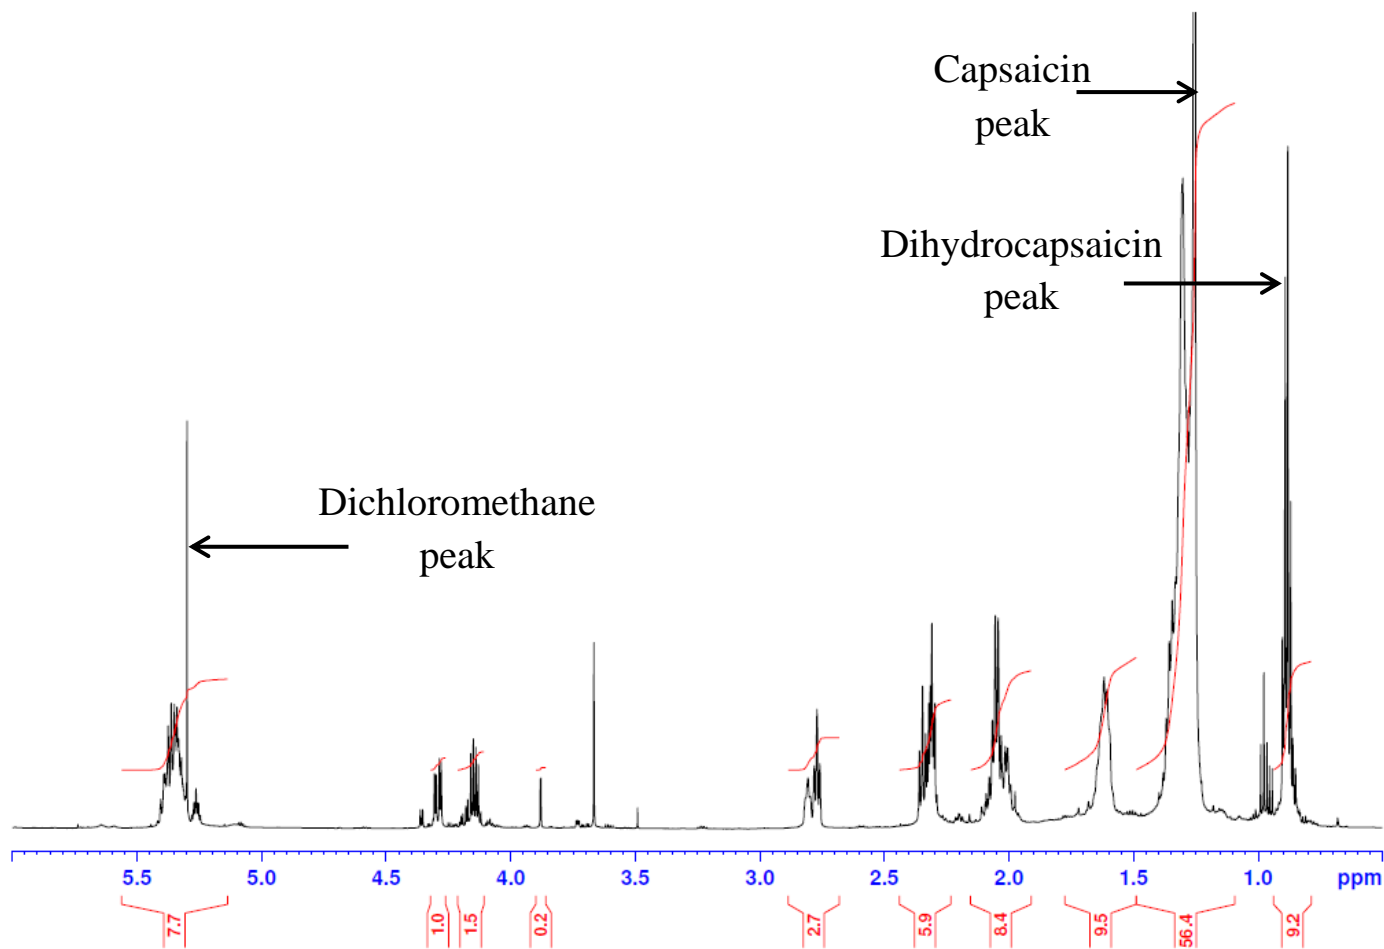 Capsaicin
peak
Dihydrocapsaicin
peak
Dichloromethane
peak
5.5 5.0 4.5 4.0 3.5 3.0 2.5 2.0 1.5 1.0 ppm
7.7 1.0 1.5 0.2 2.7 5.9 8.4 9.5 56.4 9.2